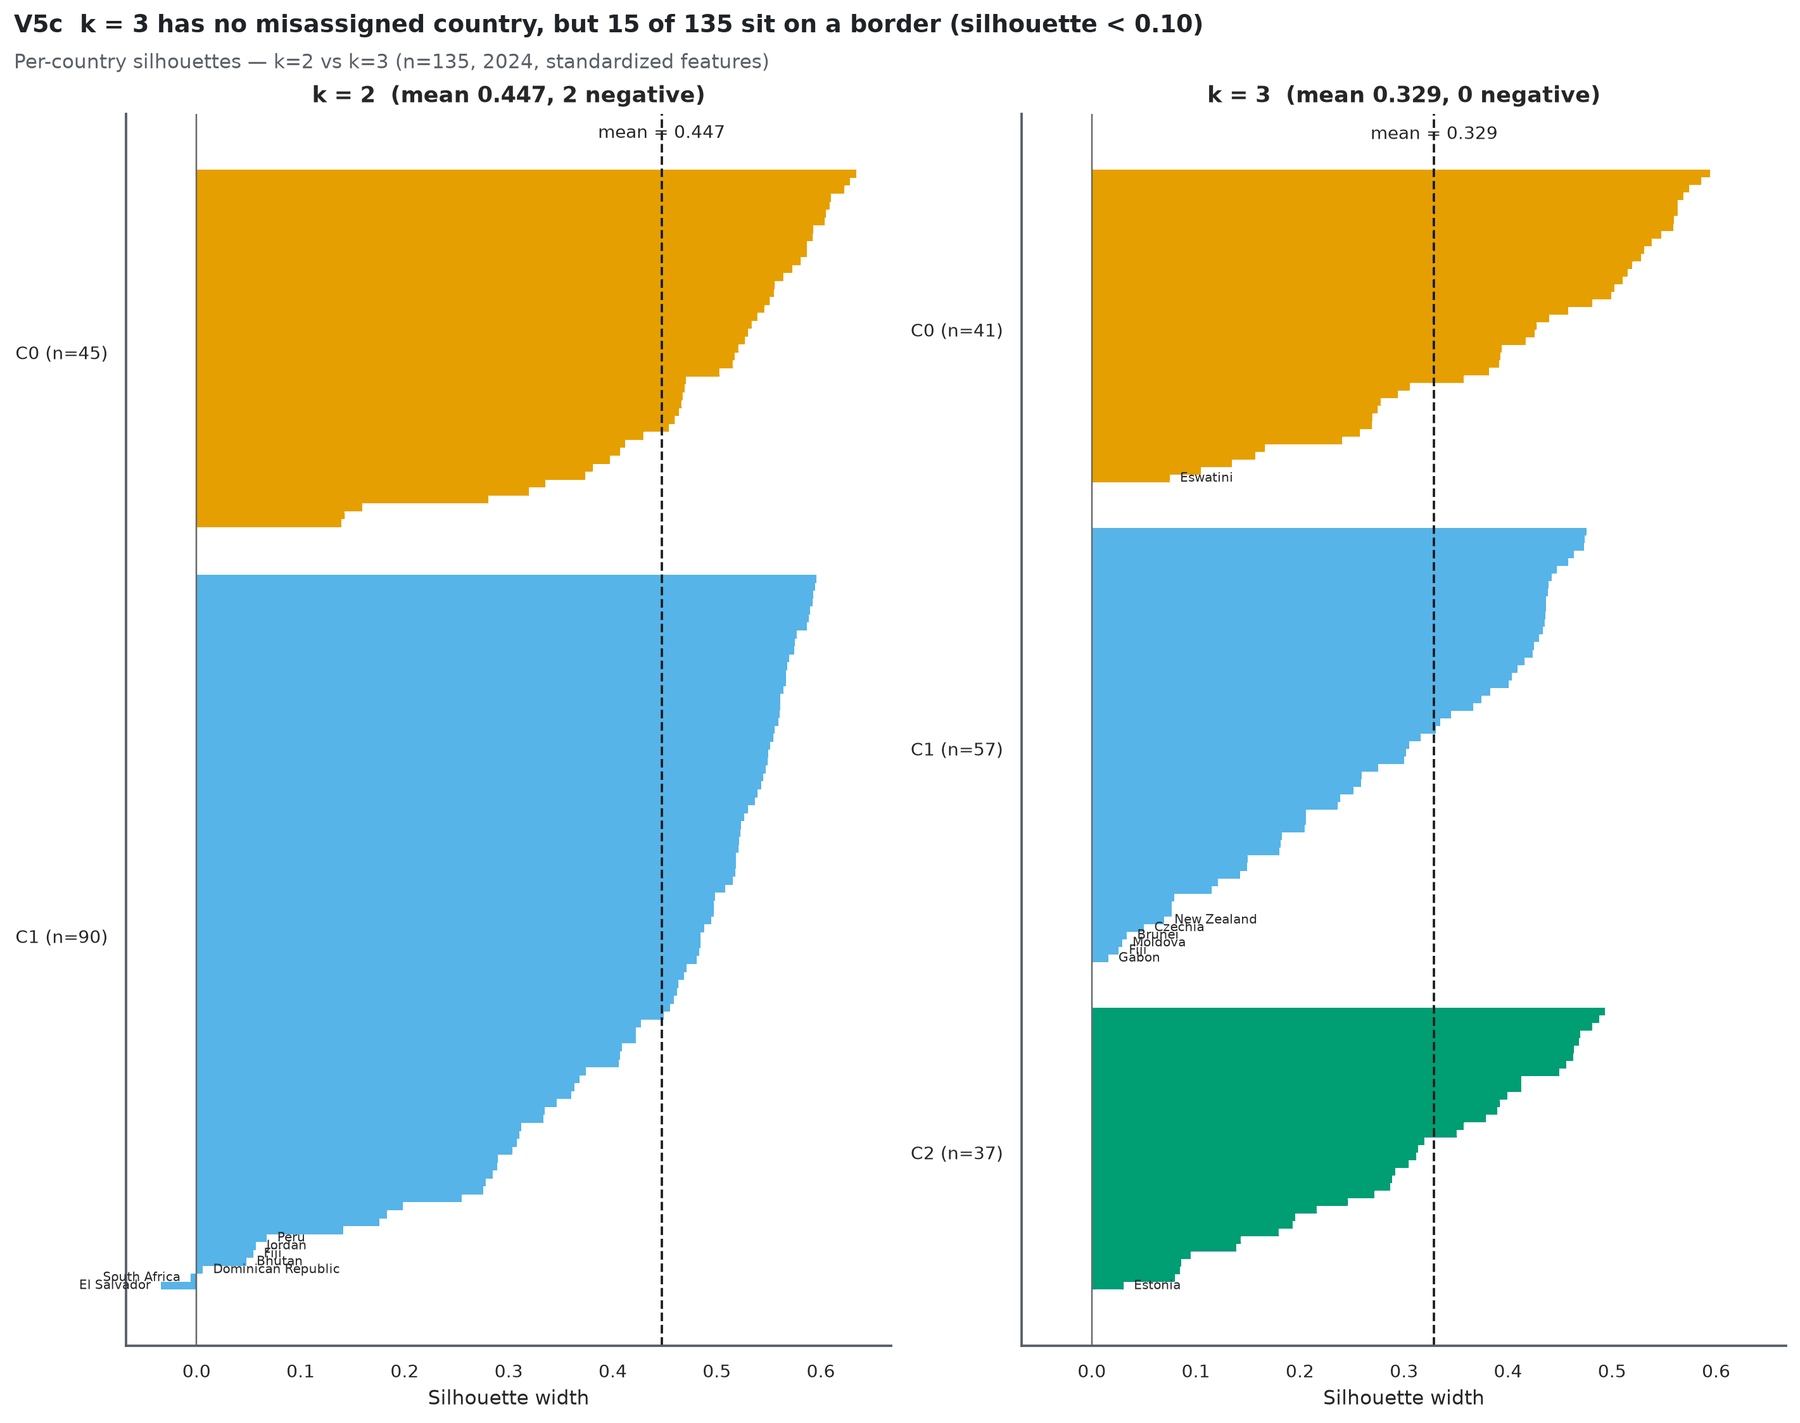 V5c  k = 3 has no misassigned country, but 15 of 135 sit on a border (silhouette < 0.10)
Per-country silhouettes — k=2 vs k=3 (n=135, 2024, standardized features)
k = 2  (mean 0.447, 2 negative)
mean = 0.447
C0 (n=45)
C1 (n=90)
Peru
Jordan
Fiji
Bhutan
Dominican Republic
South Africa
El Salvador
0.0 0.1 0.2 0.3 0.4 0.5 0.6
Silhouette width
k = 3  (mean 0.329, 0 negative)
mean = 0.329
C0 (n=41)
Eswatini
C1 (n=57)
New Zealand
Czechia
Brunei
Moldova
Fiji
Gabon
C2 (n=37)
Estonia
0.0 0.1 0.2 0.3 0.4 0.5 0.6
Silhouette width